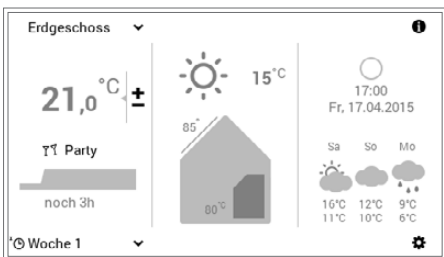 Erdgeschoss
21,0 °C ±
Party
noch 3h
Woche 1
15°C
85°
80°C
17:00
Fr, 17.04.2015
Sa So Mo
16°C 12°C 9°C
11°C 10°C 6°C